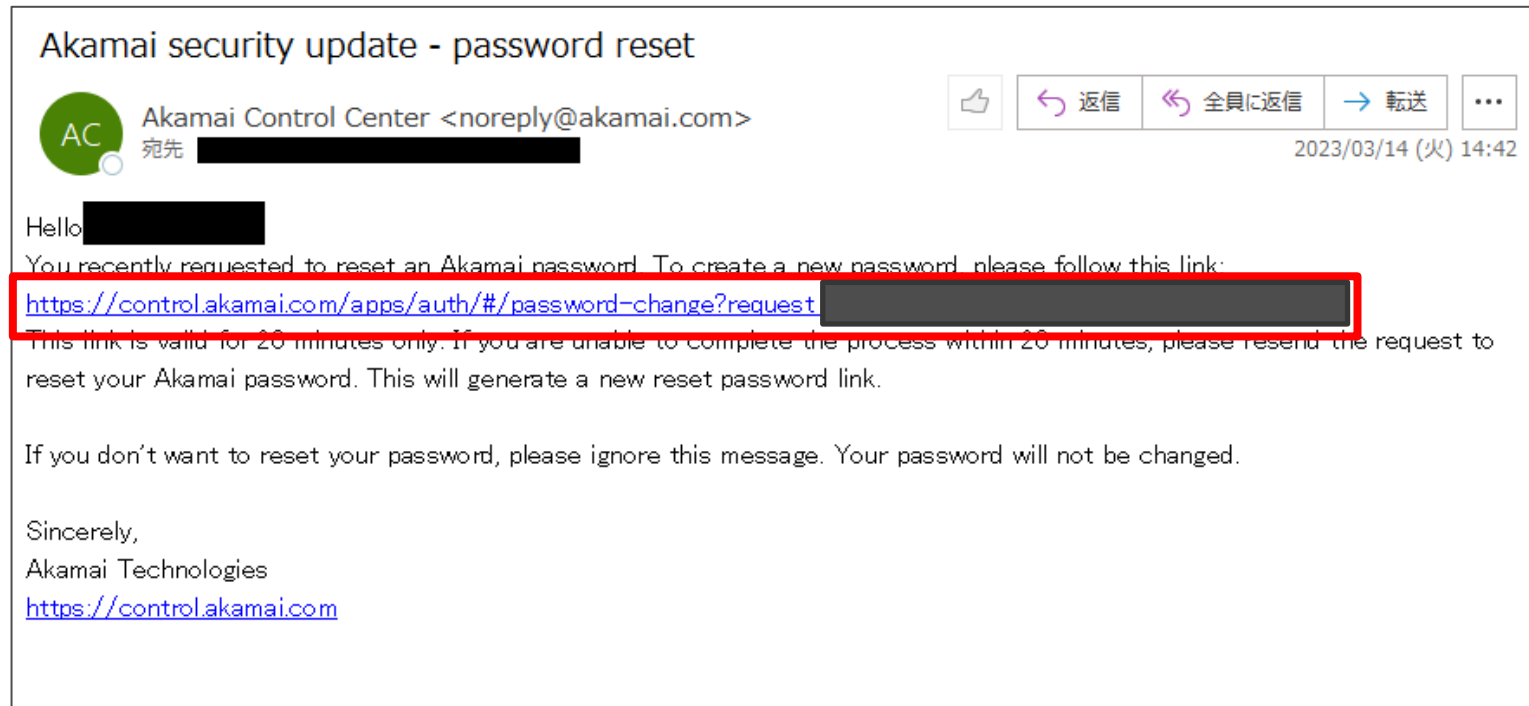 Akamai security update - password reset
AC
Akamai Control Center <noreply@akamai.com>
宛先
返信
全員に返信
転送
...
2023/03/14 (火) 14:42
Hello
You recently requested to reset an Akamai password. To create a new password, please follow this link:
https://control.akamai.com/apps/auth/#/password-change?request
This link is valid for 20 minutes only. If you are unable to complete the process within 20 minutes, please resend the request to
reset your Akamai password. This will generate a new reset password link.
If you don't want to reset your password, please ignore this message. Your password will not be changed.
Sincerely,
Akamai Technologies
https://control.akamai.com